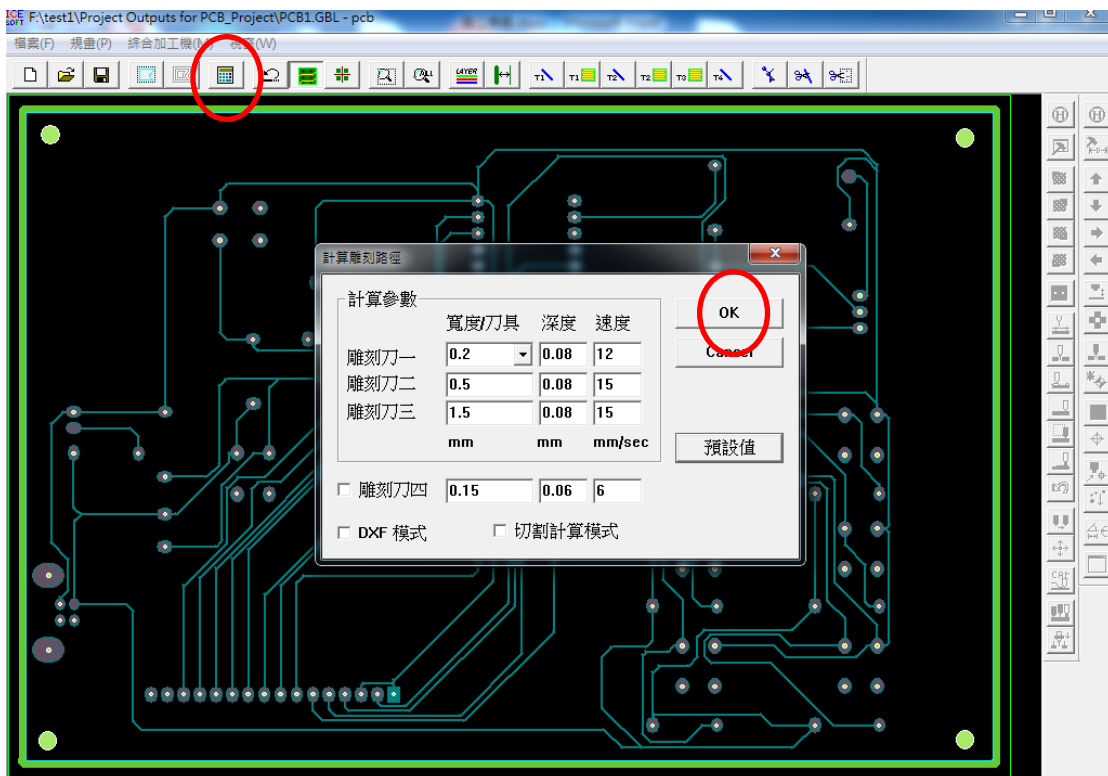 ICE SOFT F:\test1\Project Outputs for PCB_Project\PCB1.GBL - pcb
檔案(F) 規畫(P) 綜合加工機(M) 視窗(W)
LAYER T1 T1 T2 T2 T3 T4
計算雕刻路徑
計算參數
寬度/刀具 深度 速度
OK
雕刻刀一 0.2 0.08 12
Cancel
雕刻刀二 0.5 0.08 15
雕刻刀三 1.5 0.08 15
mm mm mm/sec
預設值
雕刻刀四 0.15 0.06 6
DXF 模式 切割計算模式